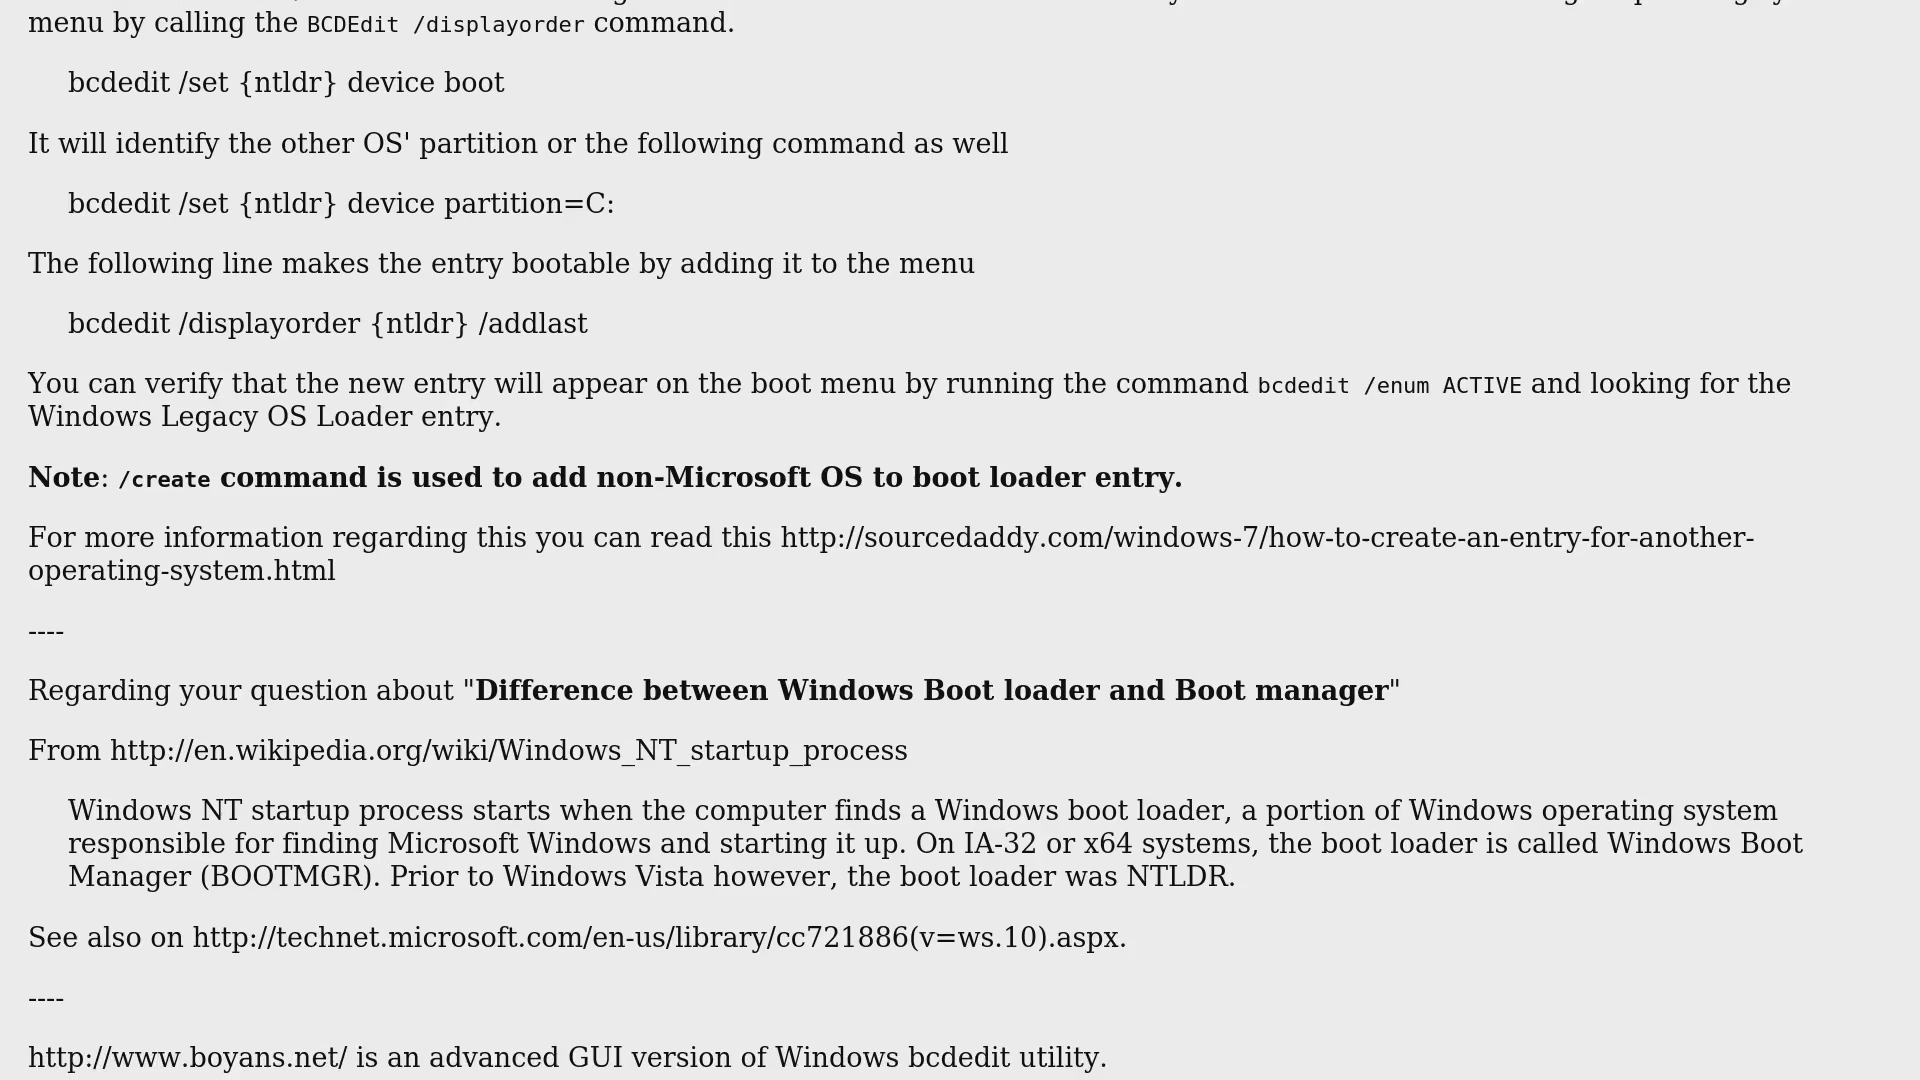 menu by calling the BCDEdit /displayorder command.
bcdedit /set {ntldr} device boot
It will identify the other OS' partition or the following command as well
bcdedit /set {ntldr} device partition=C:
The following line makes the entry bootable by adding it to the menu
bcdedit /displayorder {ntldr} /addlast
You can verify that the new entry will appear on the boot menu by running the command bcdedit /enum ACTIVE and looking for the
Windows Legacy OS Loader entry.
Note: /create command is used to add non-Microsoft OS to boot loader entry.
For more information regarding this you can read this http://sourcedaddy.com/windows-7/how-to-create-an-entry-for-another-
operating-system.html
----
Regarding your question about "Difference between Windows Boot loader and Boot manager"
From http://en.wikipedia.org/wiki/Windows_NT_startup_process
Windows NT startup process starts when the computer finds a Windows boot loader, a portion of Windows operating system
responsible for finding Microsoft Windows and starting it up. On IA-32 or x64 systems, the boot loader is called Windows Boot
Manager (BOOTMGR). Prior to Windows Vista however, the boot loader was NTLDR.
See also on http://technet.microsoft.com/en-us/library/cc721886(v=ws.10).aspx.
----
http://www.boyans.net/ is an advanced GUI version of Windows bcdedit utility.